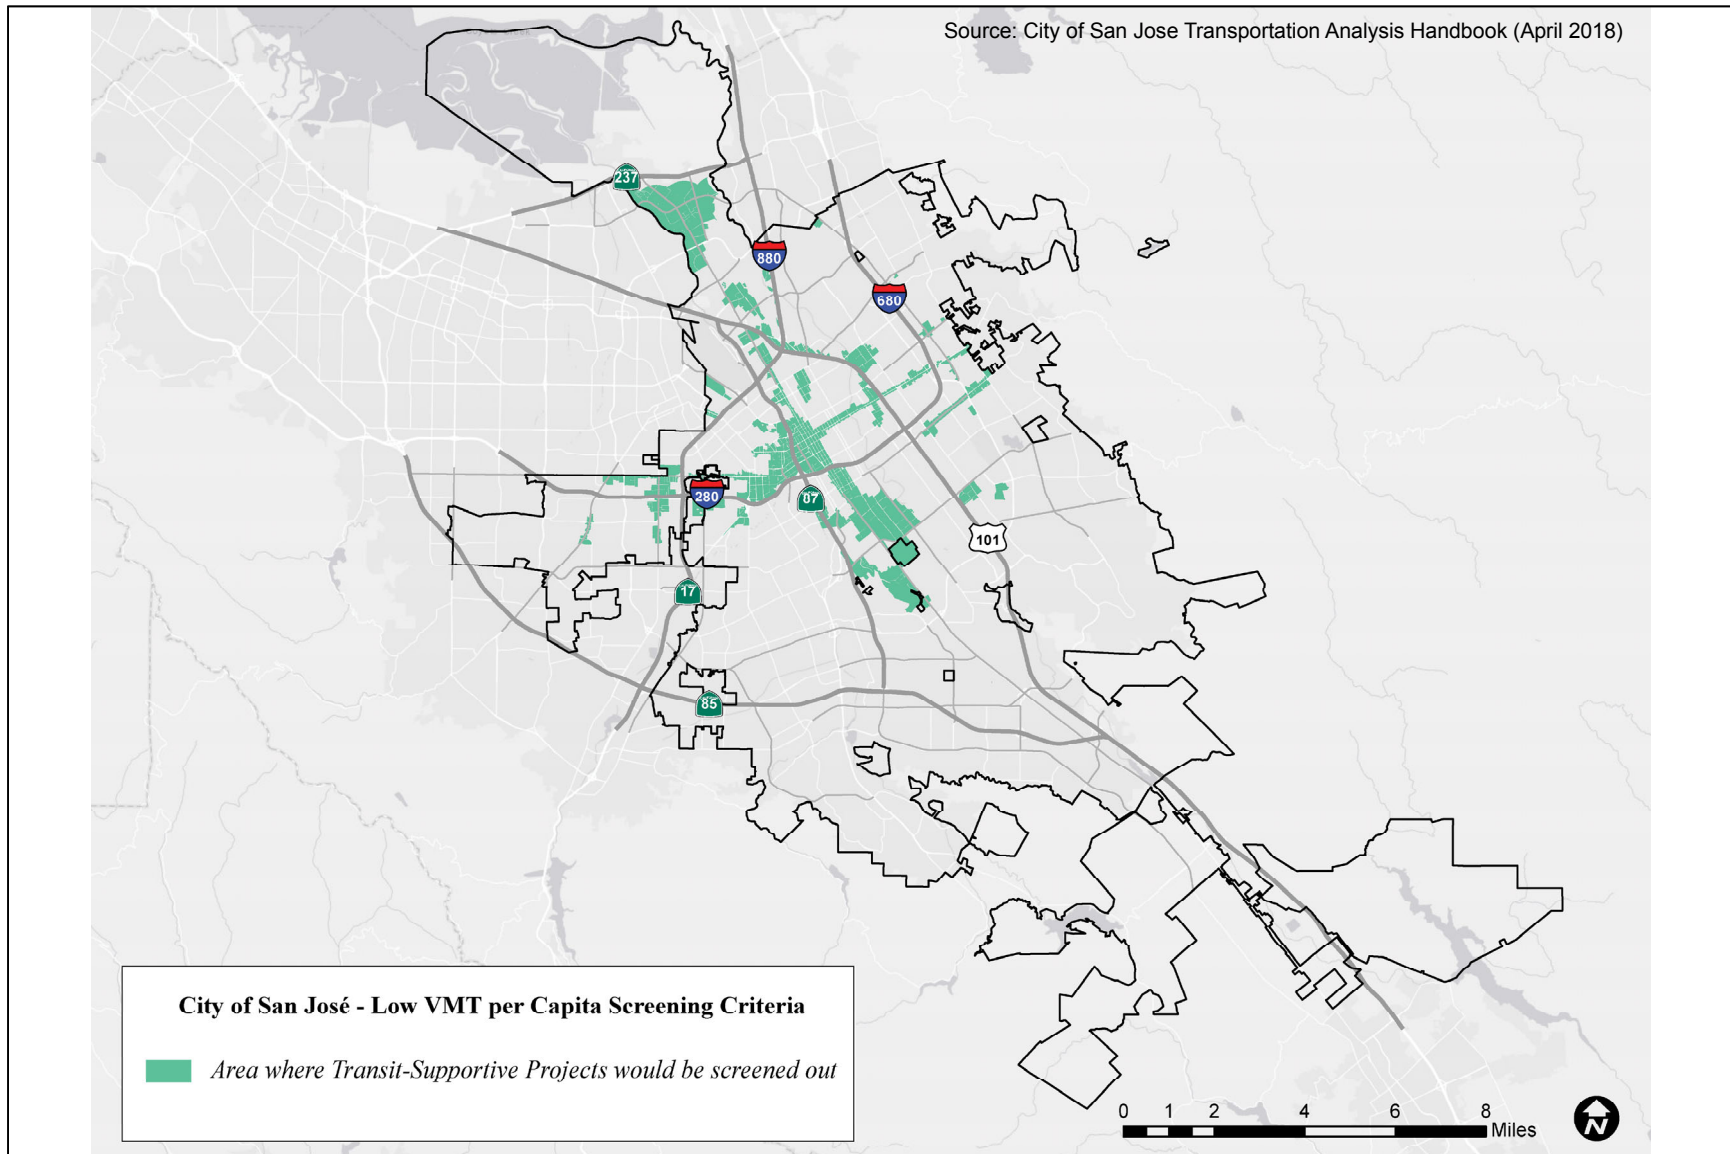 Source: City of San Jose Transportation Analysis Handbook (April 2018)
237
880
680
280
87
101
17
85
City of San José - Low VMT per Capita Screening Criteria
Area where Transit-Supportive Projects would be screened out
0 1 2 4 6 8
Miles
N